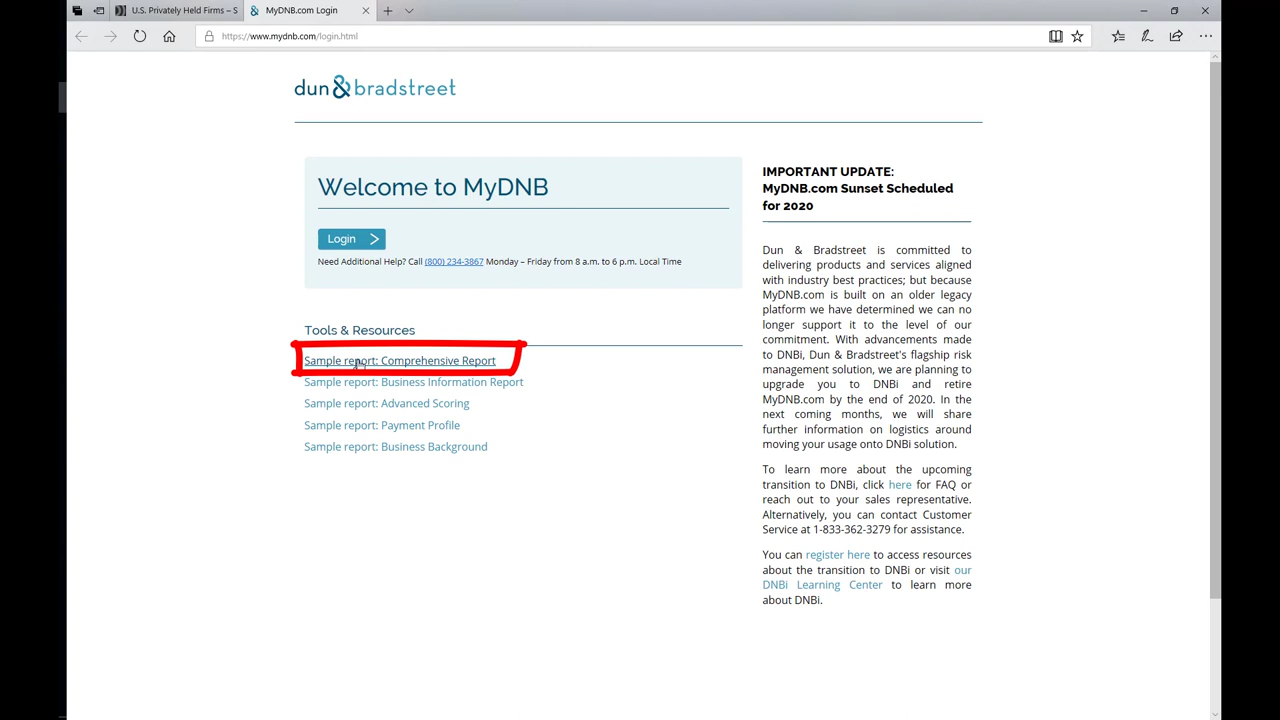 U.S. Privately Held Firms – S
MyDNB.com Login
https://www.mydnb.com/login.html
dun & bradstreet
Welcome to MyDNB
Login
Need Additional Help? Call (800) 234-3867 Monday – Friday from 8 a.m. to 6 p.m. Local Time
Tools & Resources
Sample report: Comprehensive Report
Sample report: Business Information Report
Sample report: Advanced Scoring
Sample report: Payment Profile
Sample report: Business Background
IMPORTANT UPDATE:
MyDNB.com Sunset Scheduled
for 2020
Dun & Bradstreet is committed to
delivering products and services aligned
with industry best practices; but because
MyDNB.com is built on an older legacy
platform we have determined we can no
longer support it to the level of our
commitment. With advancements made
to DNBi, Dun & Bradstreet's flagship risk
management solution, we are planning to
upgrade you to DNBi and retire
MyDNB.com by the end of 2020. In the
next coming months, we will share
further information on logistics around
moving your usage onto DNBi solution.
To learn more about the upcoming
transition to DNBi, click here for FAQ or
reach out to your sales representative.
Alternatively, you can contact Customer
Service at 1-833-362-3279 for assistance.
You can register here to access resources
about the transition to DNBi or visit our
DNBi Learning Center to learn more
about DNBi.